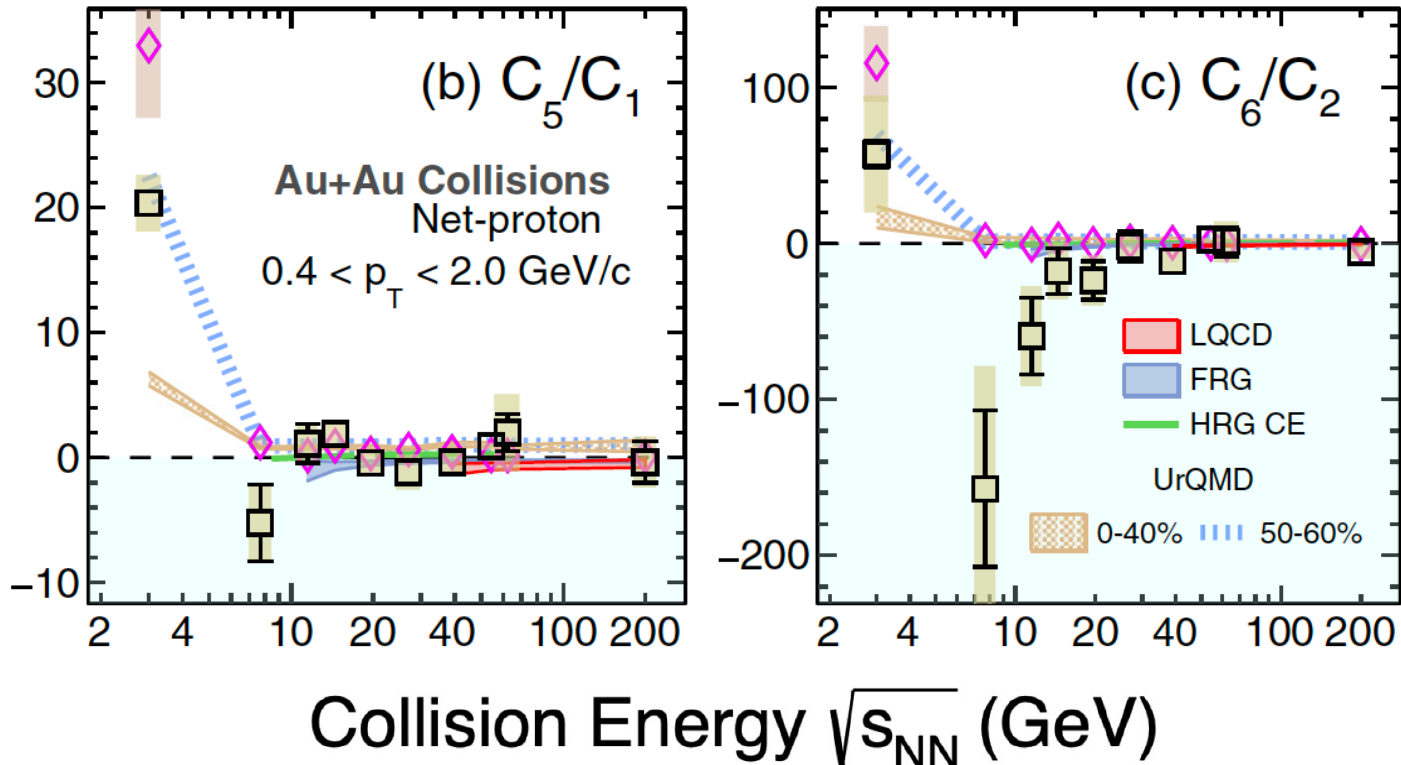 (b) C₅/C₁
Au+Au Collisions
Net-proton
0.4 < p_T < 2.0 GeV/c
30
20
10
0
−10
2 4 10 20 40 100 200
(c) C₆/C₂
100
0
−100
−200
LQCD
FRG
HRG CE
UrQMD
0-40% 50-60%
2 4 10 20 40 100 200
Collision Energy √s_NN (GeV)